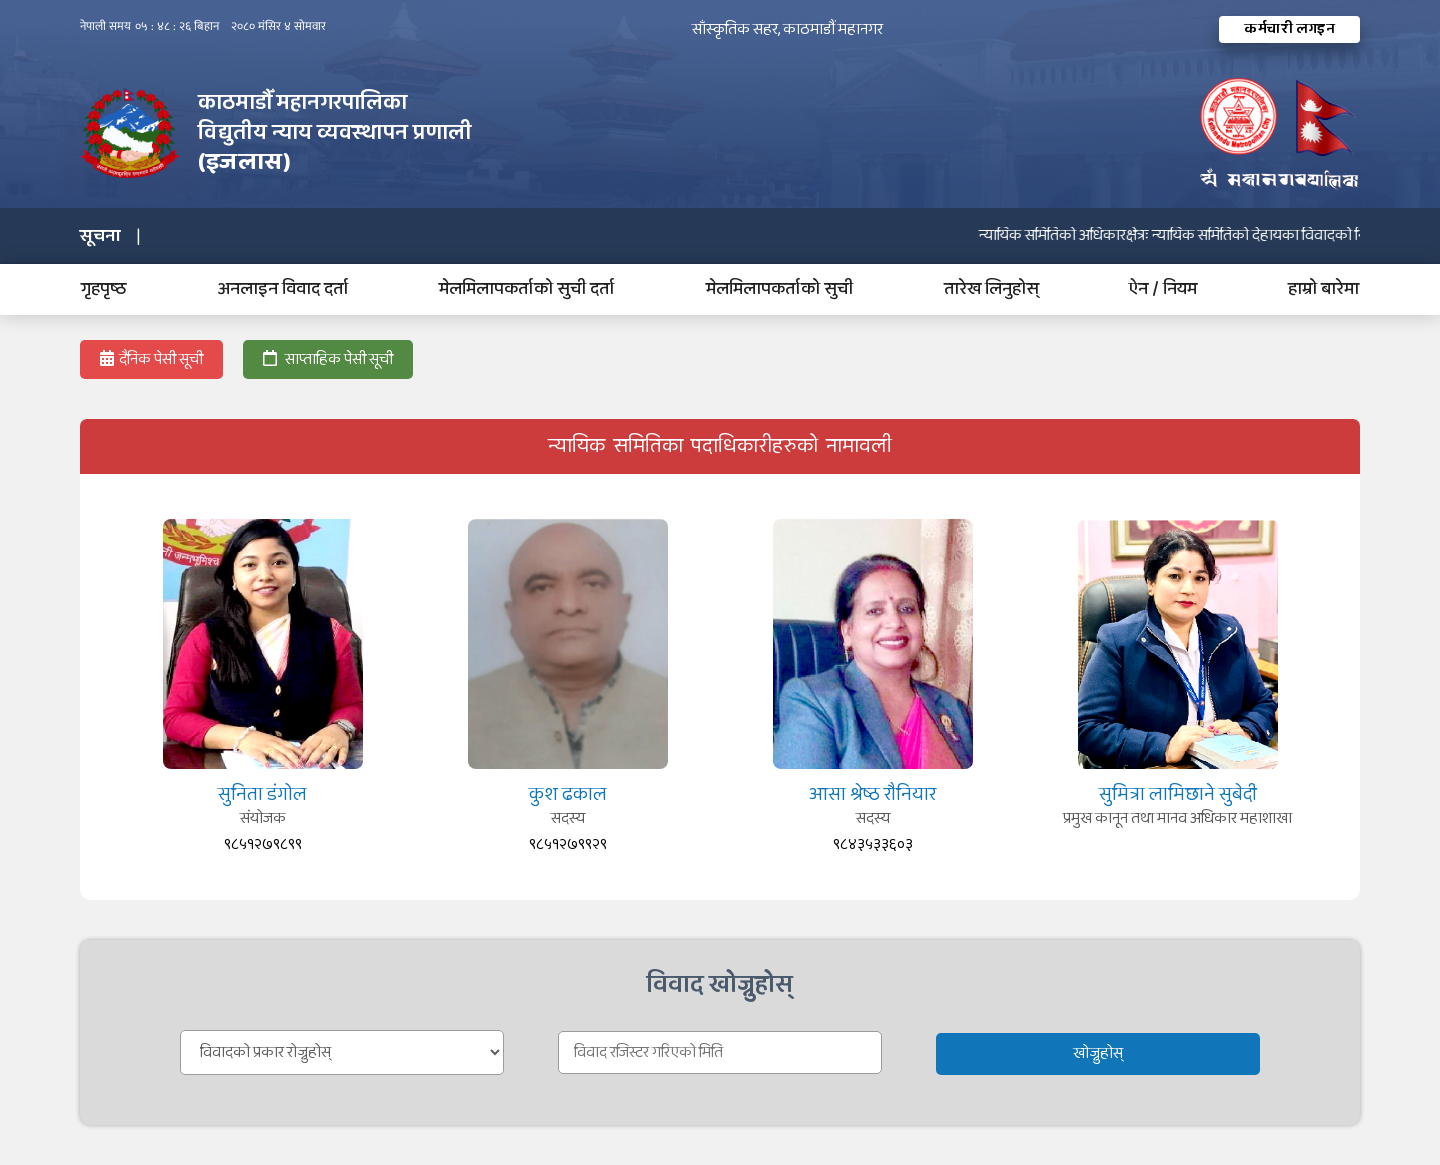 नेपाली समय ०५ : ४८ : २६ बिहान २०८० मंसिर ४ सोमवार
साँस्कृतिक सहर, काठमाडौं महानगर
कर्मचारी लगइन
काठमाडौँ महानगरपालिका
विद्युतीय न्याय व्यवस्थापन प्रणाली
(इजलास)
Kathmandu Metropolitan City
सूचना |
न्यायिक समितिको अधिकारक्षेत्रः न्यायिक समितिको देहायका विवादको
गृहपृष्ठ
अनलाइन विवाद दर्ता
मेलमिलापकर्ताको सुची दर्ता
मेलमिलापकर्ताको सुची
तारेख लिनुहोस्
ऐन / नियम
हाम्रो बारेमा
दैनिक पेसी सूची
साप्ताहिक पेसी सूची
न्यायिक समितिका पदाधिकारीहरुको नामावली
सुनिता डंगोल
संयोजक
९८५१२७९८९९
कुश ढकाल
सदस्य
९८५१२७९९२९
आसा श्रेष्ठ रौनियार
सदस्य
९८४३५३३६०३
सुमित्रा लामिछाने सुबेदी
प्रमुख कानून तथा मानव अधिकार महाशाखा
विवाद खोज्नुहोस्
विवादको प्रकार रोज्नुहोस्
विवाद रजिस्टर गरिएको मिति
खोज्नुहोस्